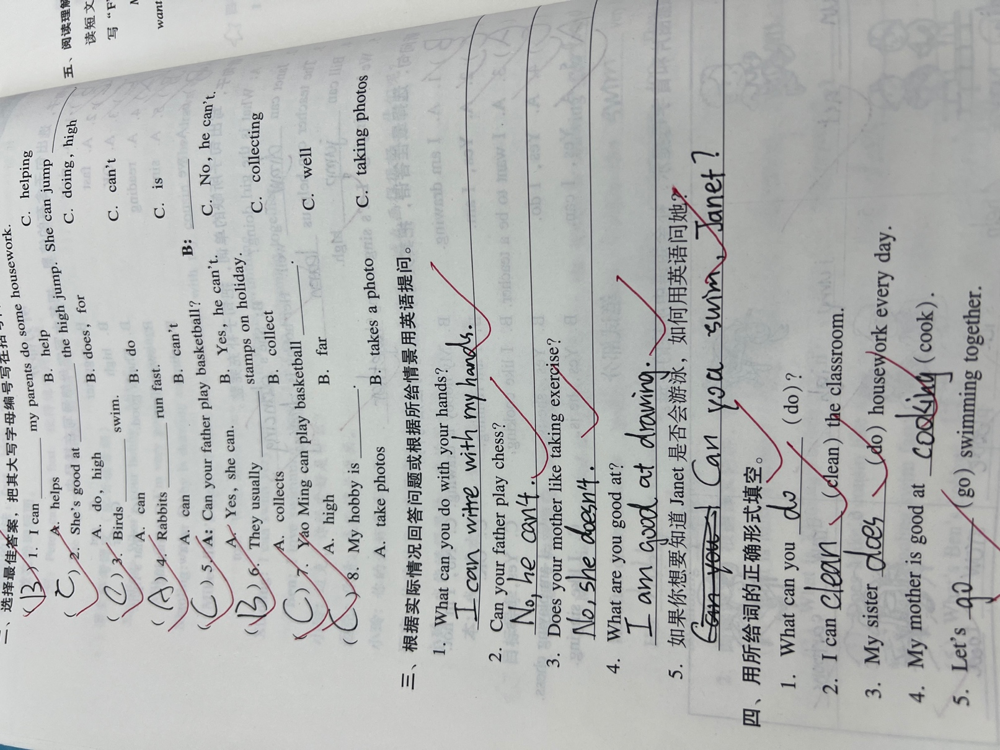 二、选择最佳答案，把其大写字母编号写在括号
(B) 1. I can ______ my parents do some housework.
A. helps B. help C. helping
(C) 2. She's good at ______ the high jump. She can jump ______
A. do, high B. does, for C. doing, high
(C) 3. Birds ______ swim.
A. can B. do C. can't
(A) 4. Rabbits ______ run fast.
A. can B. can't C. is
(C) 5. A: Can your father play basketball? B: ______
A. Yes, she can. B. Yes, he can't. C. No, he can't.
(B) 6. They usually ______ stamps on holiday.
A. collects B. collect C. collecting
(C) 7. Yao Ming can play basketball ______.
A. high B. far C. well
(C) 8. My hobby is ______.
A. take photos B. takes a photo C. taking photos
三、根据实际情况回答问题或根据所给情景用英语提问。
1. What can you do with your hands?
I can witre with my hands.
2. Can your father play chess?
No, he can't.
3. Does your mother like taking exercise?
No, she doesn't.
4. What are you good at?
I am good at drawing.
5. 如果你想要知道 Janet 是否会游泳，如何用英语问她?
Can you Can you swim, Janet?
四、用所给词的正确形式填空。
1. What can you do (do)?
2. I can clean (clean) the classroom.
3. My sister does (do) housework every day.
4. My mother is good at cooking (cook).
5. Let's go (go) swimming together.
五、阅读理解
读短文
写“F”
want